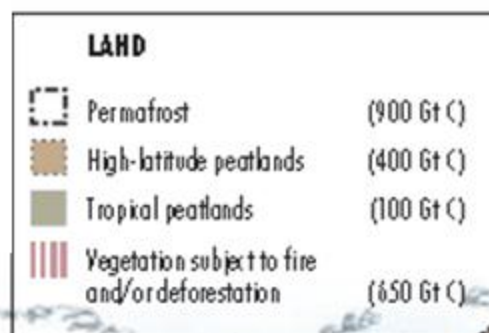 LAND
Permafrost (900 Gt C)
High-latitude peatlands (400 Gt C)
Tropical peatlands (100 Gt C)
Vegetation subject to fire
and/or deforestation (650 Gt C)